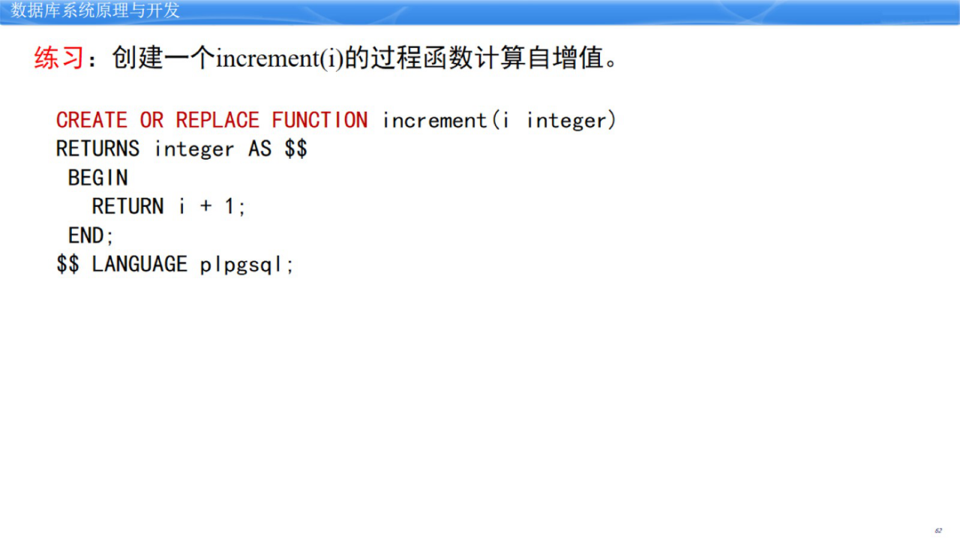 数据库系统原理与开发
练习：创建一个increment(i)的过程函数计算自增值。
CREATE OR REPLACE FUNCTION increment(i integer)
RETURNS integer AS $$
BEGIN
RETURN i + 1;
END;
$$ LANGUAGE plpgsql;
62